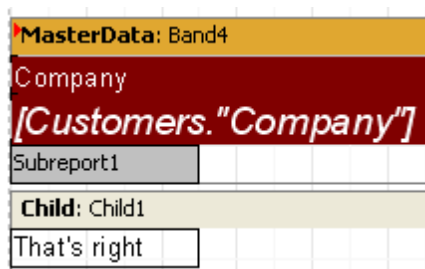 MasterData: Band4
Company
[Customers."Company"]
Subreport1
Child: Child1
That's right